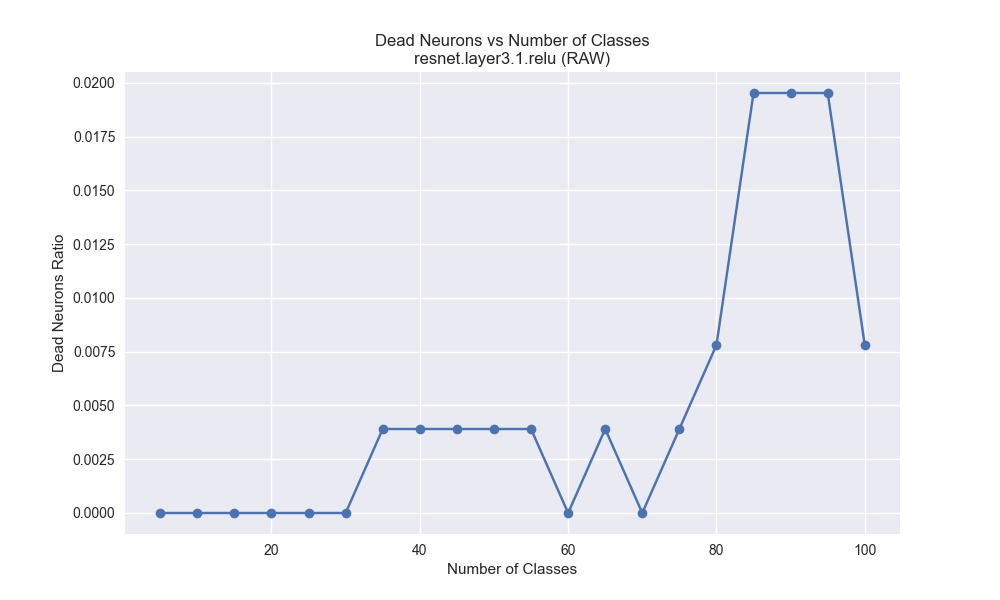 Dead Neurons vs Number of Classes
resnet.layer3.1.relu (RAW)
0.0200
0.0175
0.0150
0.0125
0.0100
0.0075
0.0050
0.0025
0.0000
Dead Neurons Ratio
20 40 60 80 100
Number of Classes